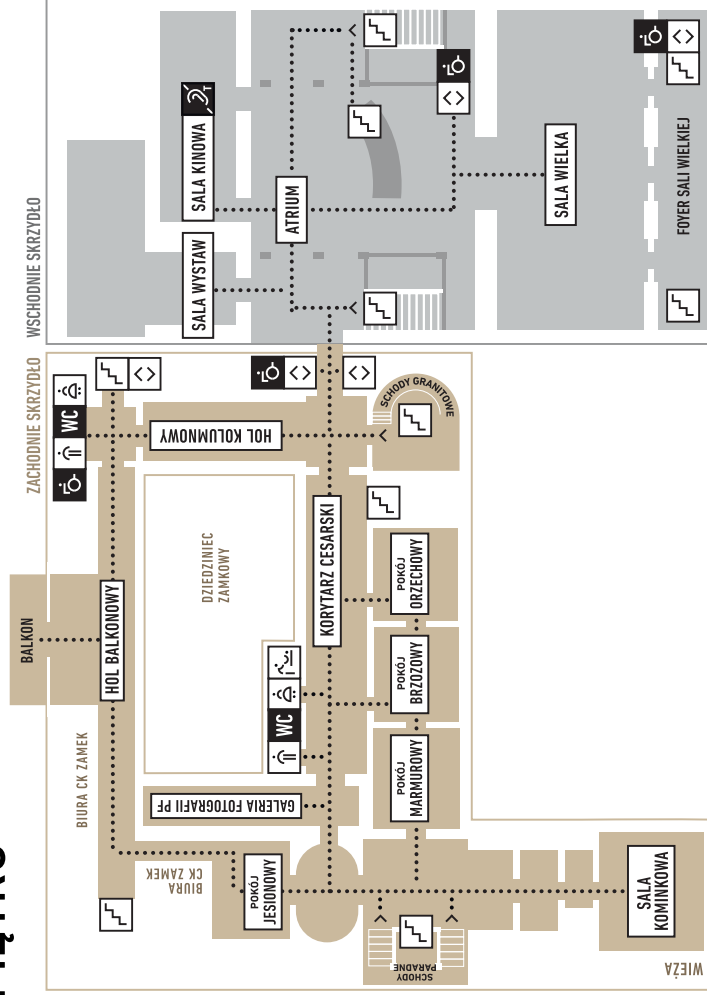 WSCHODNIE SKRZYDŁO
SALA KINOWA
T
SALA WYSTAW
ATRIUM
SALA WIELKA
FOYER SALI WIELKIEJ
ZACHODNIE SKRZYDŁO
WC
HOL KOLUMNOWY
SCHODY GRANITOWE
BALKON
HOL BALKONOWY
DZIEDZINIEC
ZAMKOWY
KORYTARZ CESARSKI
POKÓJ
ORZECHOWY
POKÓJ
BRZOZOWY
POKÓJ
MARMUROWY
WC
BIURA CK ZAMEK
GALERIA FOTOGRAFII PF
BIURA
CK ZAMEK
POKÓJ
JESIONOWY
SCHODY
PARADNE
SALA
KOMINKOWA
WIEŻA